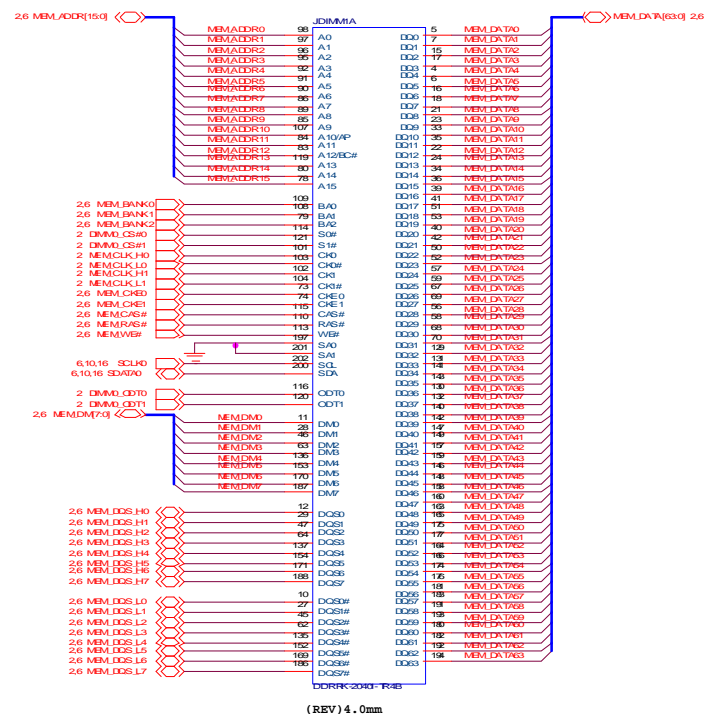 2,6 MEM_ADDR[15:0]
JDIMM1A
MEM_DATA[63:0] 2,6
MEM_ADDR0 98 A0
MEM_ADDR1 97 A1
MEM_ADDR2 96 A2
MEM_ADDR3 95 A3
MEM_ADDR4 92 A4
MEM_ADDR5 91 A5
MEM_ADDR6 90 A6
MEM_ADDR7 86 A7
MEM_ADDR8 89 A8
MEM_ADDR9 85 A9
MEM_ADDR10 107 A10/AP
MEM_ADDR11 84 A11
MEM_ADDR12 83 A12/BC#
MEM_ADDR13 119 A13
MEM_ADDR14 80 A14
MEM_ADDR15 78 A15
2,6 MEM_BANK0 109 BA0
2,6 MEM_BANK1 108 BA1
2,6 MEM_BANK2 79 BA2
2 DIMM0_CS#0 114 S0#
2 DIMM0_CS#1 121 S1#
2 MEM_CLK_H0 101 CK0
2 MEM_CLK_L0 103 CK0#
2 MEM_CLK_H1 102 CK1
2 MEM_CLK_L1 104 CK1#
2,6 MEM_CKE0 73 CKE0
2,6 MEM_CKE1 74 CKE1
2,6 MEM_CAS# 115 CAS#
2,6 MEM_RAS# 110 RAS#
2,6 MEM_WE# 113 WE#
197 SA0
201 SA1
6,10,16 SCLK0 202 SCL
6,10,16 SDATA0 200 SDA
2 DIMM0_ODT0 116 ODT0
2 DIMM0_ODT1 120 ODT1
2,6 MEM_DM[7:0]
MEM_DM0 11 DM0
MEM_DM1 28 DM1
MEM_DM2 46 DM2
MEM_DM3 63 DM3
MEM_DM4 136 DM4
MEM_DM5 153 DM5
MEM_DM6 170 DM6
MEM_DM7 187 DM7
2,6 MEM_DQS_H0 12 DQS0
2,6 MEM_DQS_H1 29 DQS1
2,6 MEM_DQS_H2 47 DQS2
2,6 MEM_DQS_H3 64 DQS3
2,6 MEM_DQS_H4 137 DQS4
2,6 MEM_DQS_H5 154 DQS5
2,6 MEM_DQS_H6 171 DQS6
2,6 MEM_DQS_H7 188 DQS7
2,6 MEM_DQS_L0 10 DQS0#
2,6 MEM_DQS_L1 27 DQS1#
2,6 MEM_DQS_L2 45 DQS2#
2,6 MEM_DQS_L3 62 DQS3#
2,6 MEM_DQS_L4 135 DQS4#
2,6 MEM_DQS_L5 152 DQS5#
2,6 MEM_DQS_L6 169 DQS6#
2,6 MEM_DQS_L7 186 DQS7#
DQ0 5 MEM_DATA0
DQ1 7 MEM_DATA1
DQ2 15 MEM_DATA2
DQ3 17 MEM_DATA3
DQ4 4 MEM_DATA4
DQ5 6 MEM_DATA5
DQ6 16 MEM_DATA6
DQ7 18 MEM_DATA7
DQ8 21 MEM_DATA8
DQ9 23 MEM_DATA9
DQ10 33 MEM_DATA10
DQ11 35 MEM_DATA11
DQ12 22 MEM_DATA12
DQ13 24 MEM_DATA13
DQ14 34 MEM_DATA14
DQ15 36 MEM_DATA15
DQ16 39 MEM_DATA16
DQ17 41 MEM_DATA17
DQ18 51 MEM_DATA18
DQ19 53 MEM_DATA19
DQ20 40 MEM_DATA20
DQ21 42 MEM_DATA21
DQ22 50 MEM_DATA22
DQ23 52 MEM_DATA23
DQ24 57 MEM_DATA24
DQ25 59 MEM_DATA25
DQ26 67 MEM_DATA26
DQ27 69 MEM_DATA27
DQ28 56 MEM_DATA28
DQ29 58 MEM_DATA29
DQ30 68 MEM_DATA30
DQ31 70 MEM_DATA31
DQ32 129 MEM_DATA32
DQ33 131 MEM_DATA33
DQ34 141 MEM_DATA34
DQ35 143 MEM_DATA35
DQ36 130 MEM_DATA36
DQ37 132 MEM_DATA37
DQ38 140 MEM_DATA38
DQ39 142 MEM_DATA39
DQ40 147 MEM_DATA40
DQ41 149 MEM_DATA41
DQ42 157 MEM_DATA42
DQ43 159 MEM_DATA43
DQ44 146 MEM_DATA44
DQ45 148 MEM_DATA45
DQ46 158 MEM_DATA46
DQ47 160 MEM_DATA47
DQ48 163 MEM_DATA48
DQ49 165 MEM_DATA49
DQ50 MEM_DATA50
DQ51 MEM_DATA51
DQ52 164 MEM_DATA52
DQ53 MEM_DATA53
DQ54 174 MEM_DATA54
DQ55 MEM_DATA55
DQ56 MEM_DATA56
DQ57 183 MEM_DATA57
DQ58 191 MEM_DATA58
DQ59 193 MEM_DATA59
DQ60 180 MEM_DATA60
DQ61 182 MEM_DATA61
DQ62 192 MEM_DATA62
DQ63 194 MEM_DATA63
DDRRK-20401-TR4B
(REV)4.0mm